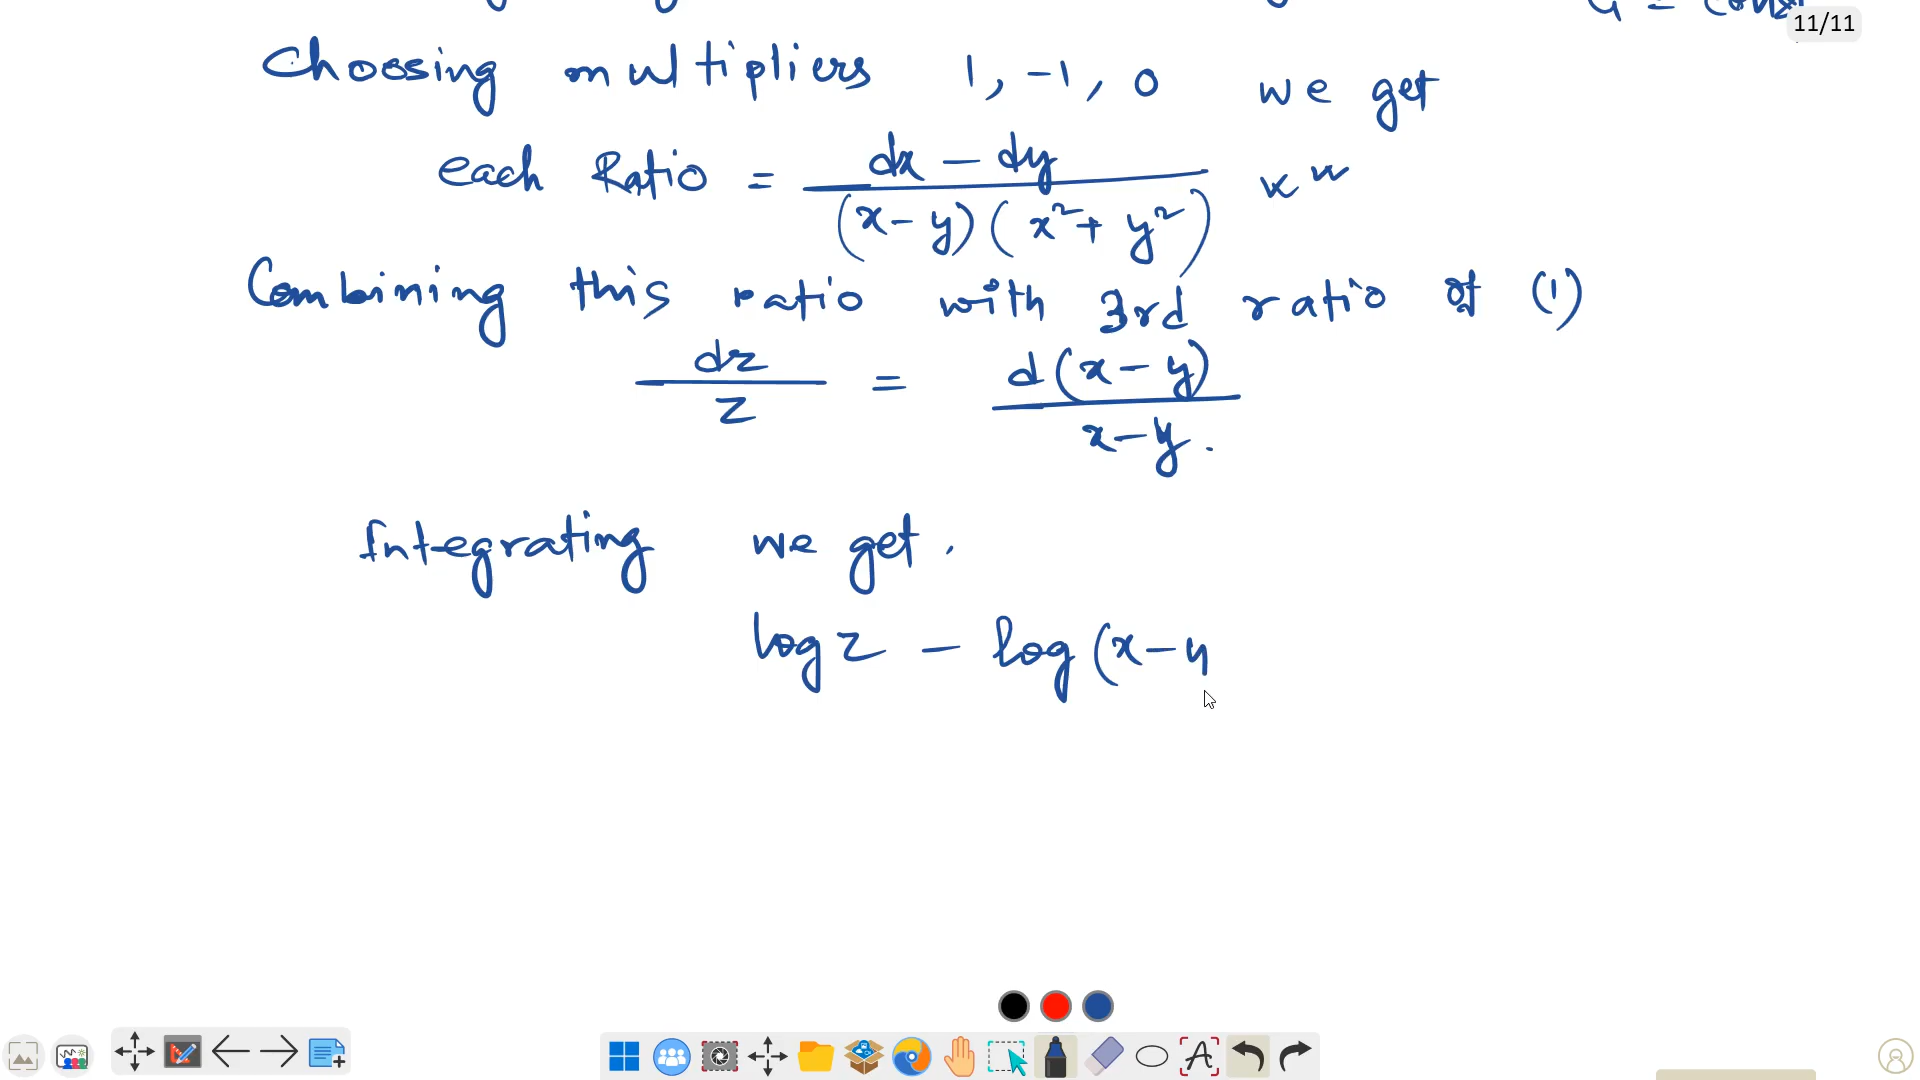 11/11
Choosing multipliers 1, -1, 0 we get
each Ratio = dx - dy / (x - y) (x² + y²)
Combining this ratio with 3rd ratio of (1)
dz / z = d(x - y) / x - y .
Integrating we get .
log z - log (x - y